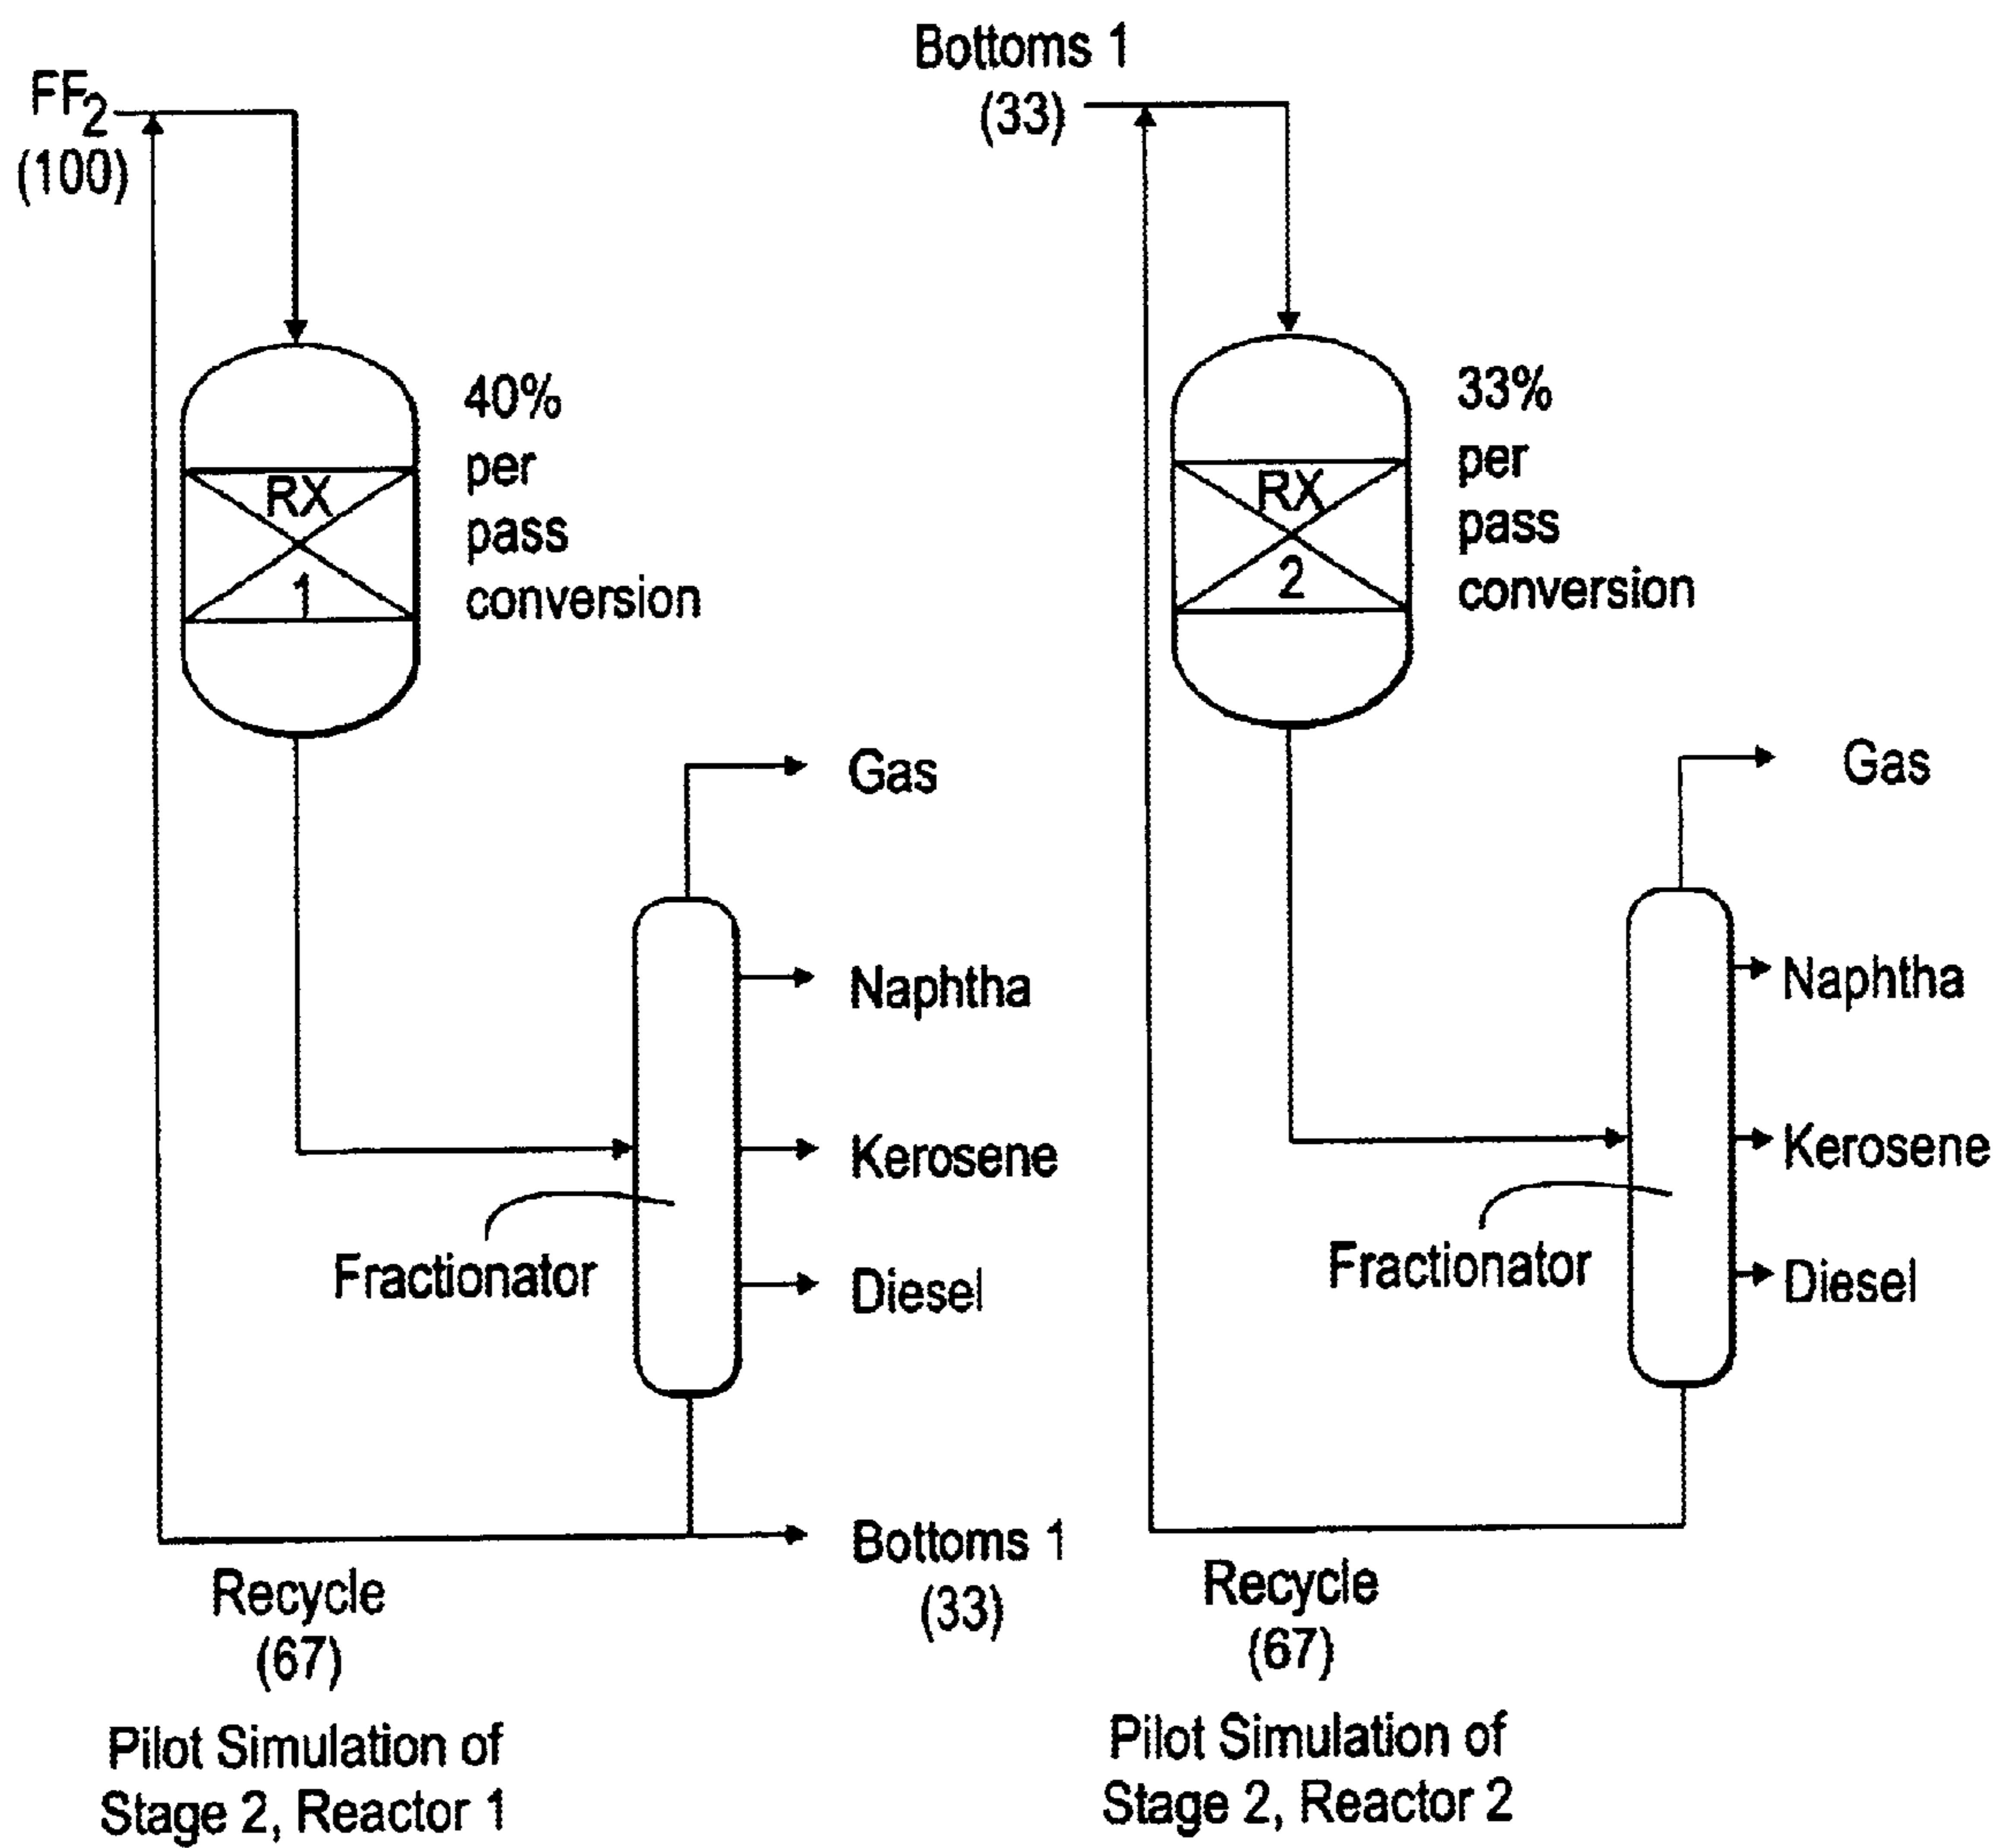 FF2
(100)
40%
per
pass
conversion
RX
1
Gas
Naphtha
Kerosene
Fractionator
Diesel
Bottoms 1
(33)
Recycle
(67)
Pilot Simulation of
Stage 2, Reactor 1
Bottoms 1
(33)
33%
per
pass
conversion
RX
2
Gas
Naphtha
Kerosene
Fractionator
Diesel
Recycle
(67)
Pilot Simulation of
Stage 2, Reactor 2